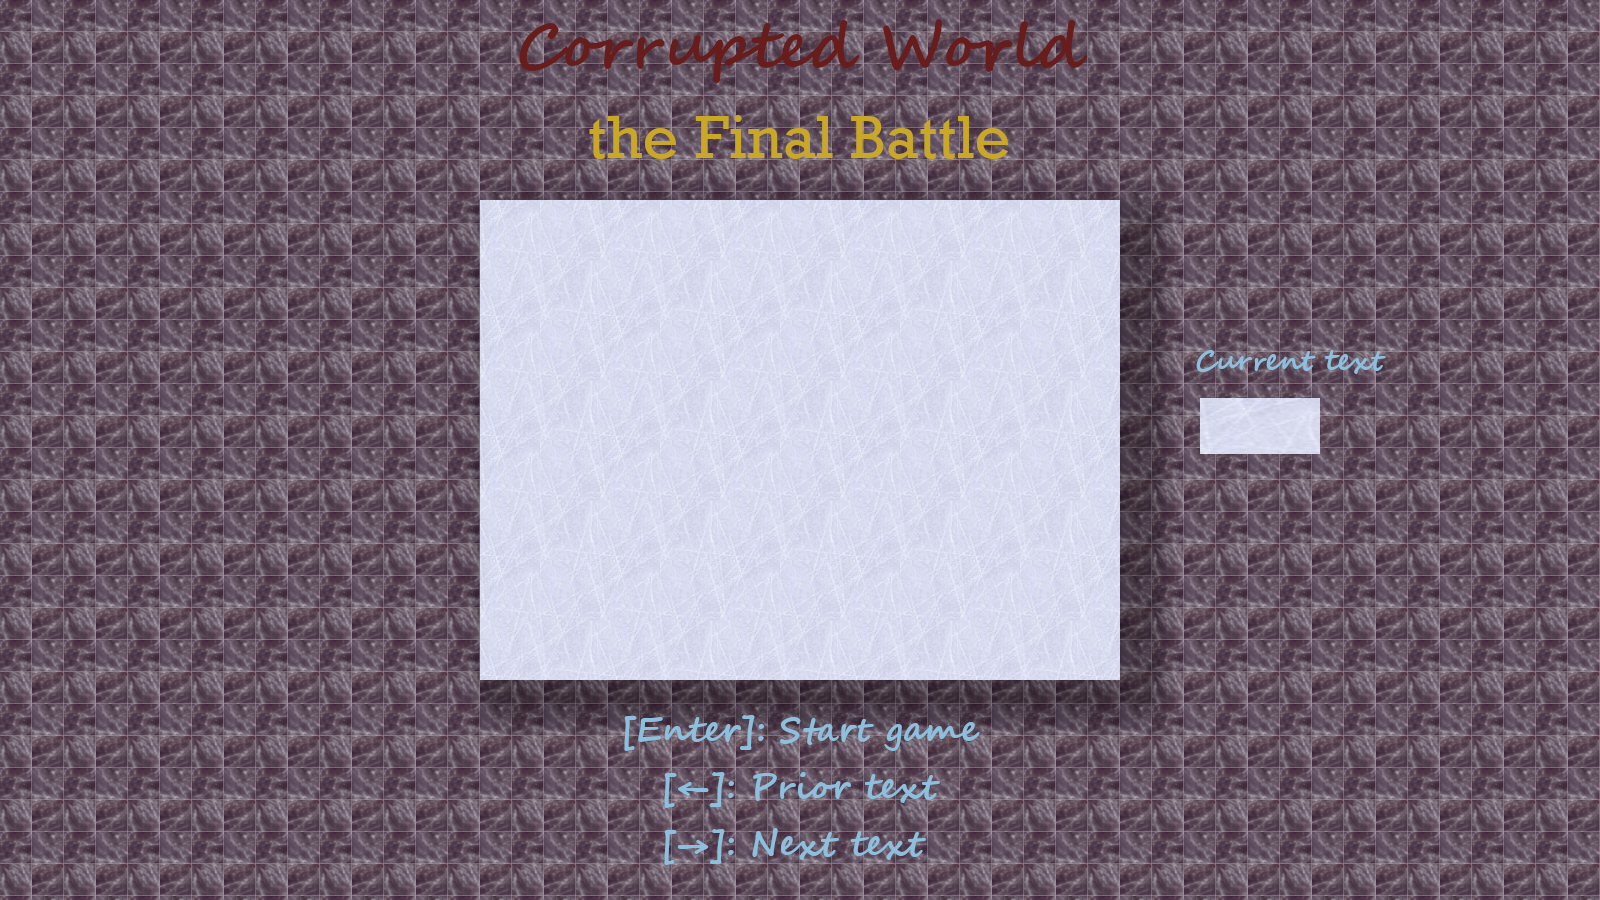 Corrupted World
the Final Battle
Current text
[Enter]: Start game
[←]: Prior text
[→]: Next text